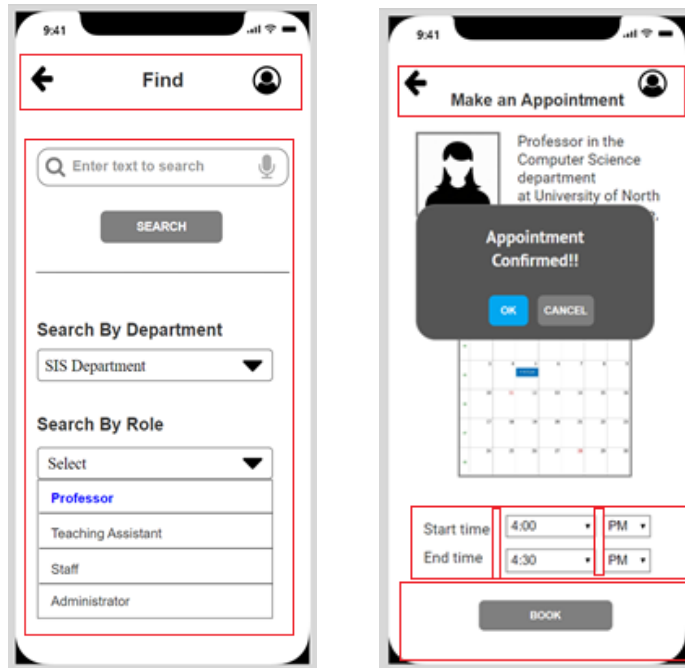 9:41
Find
Enter text to search
SEARCH
Search By Department
SIS Department
Search By Role
Select
Professor
Teaching Assistant
Staff
Administrator
9:41
Make an Appointment
Professor in the
Computer Science
department
at University of North
Appointment
Confirmed!!
OK CANCEL
Start time 4:00 PM
End time 4:30 PM
BOOK